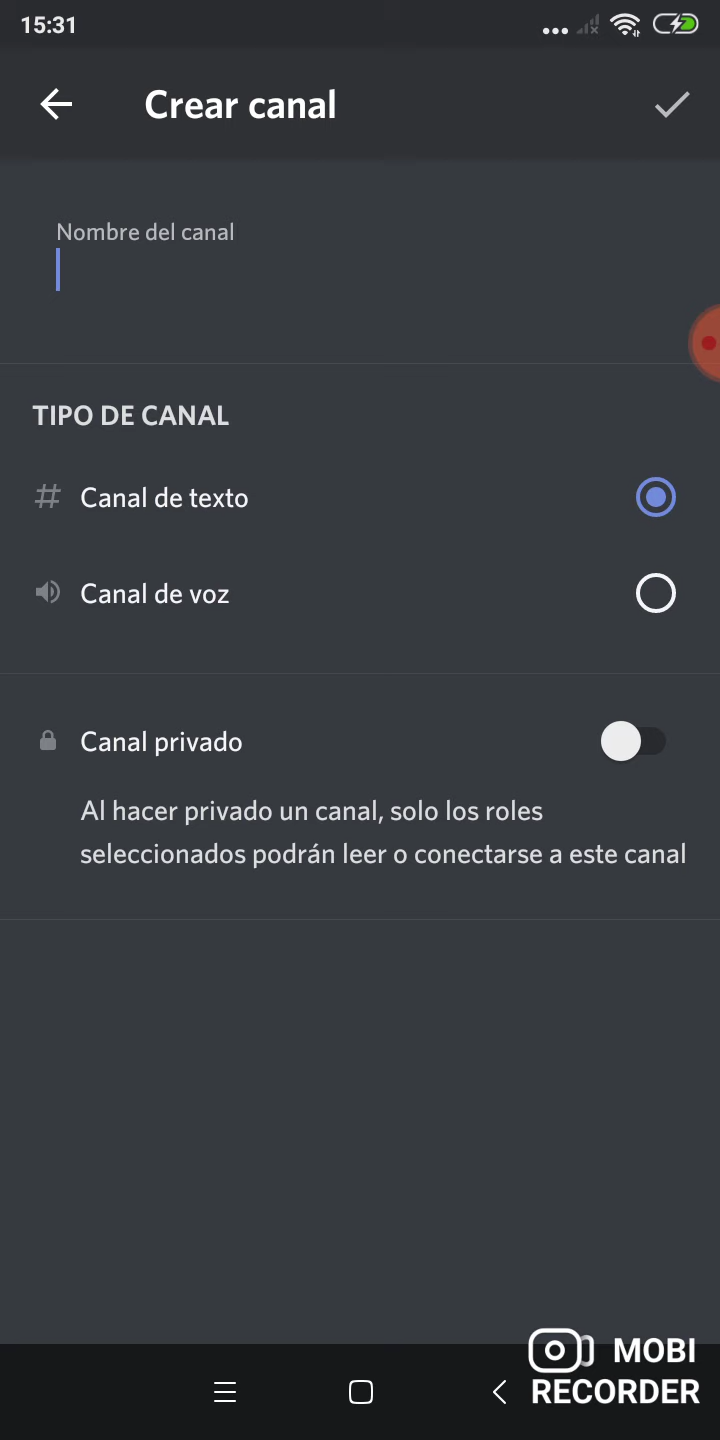 15:31
Crear canal
Nombre del canal
TIPO DE CANAL
Canal de texto
Canal de voz
Canal privado
Al hacer privado un canal, solo los roles
seleccionados podrán leer o conectarse a este canal
MOBI
RECORDER